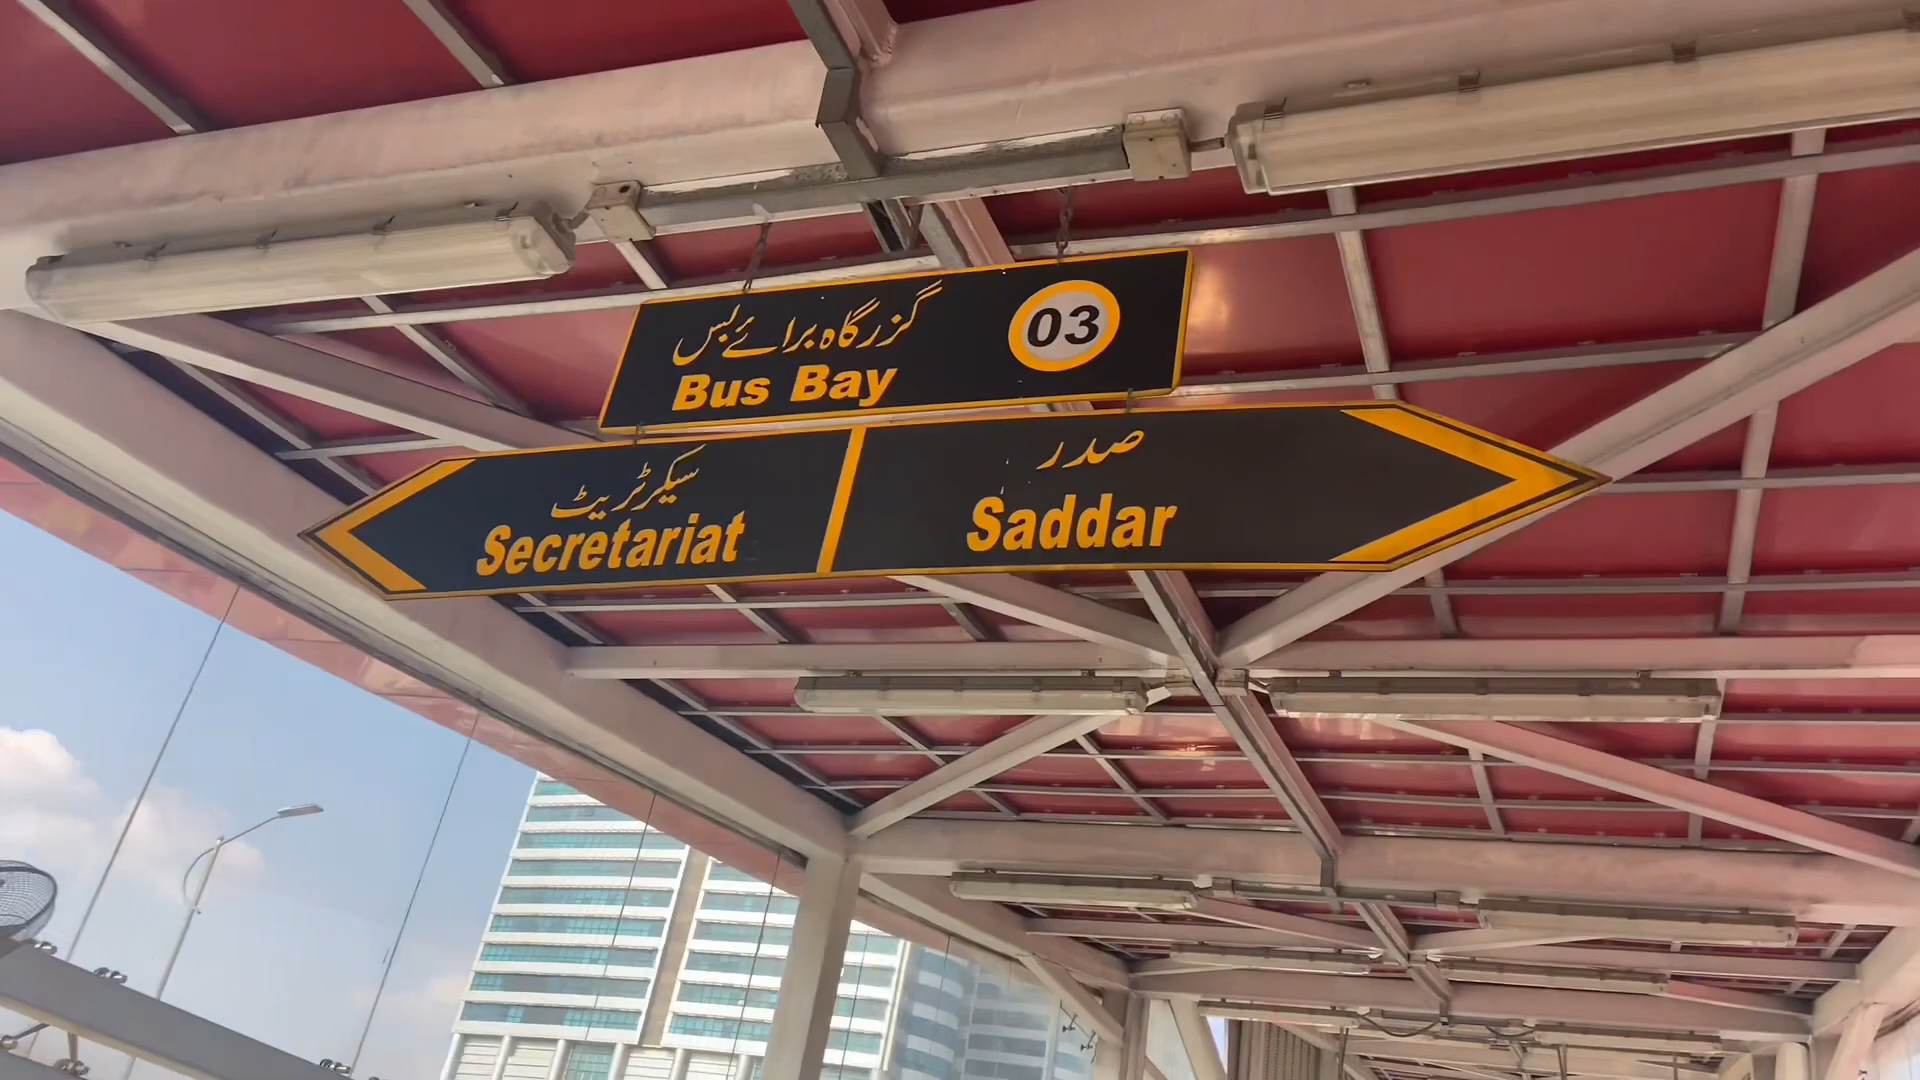 گزرگاہ برائے بس
03
Bus Bay
سیکرٹریٹ
Secretariat
صدر
Saddar